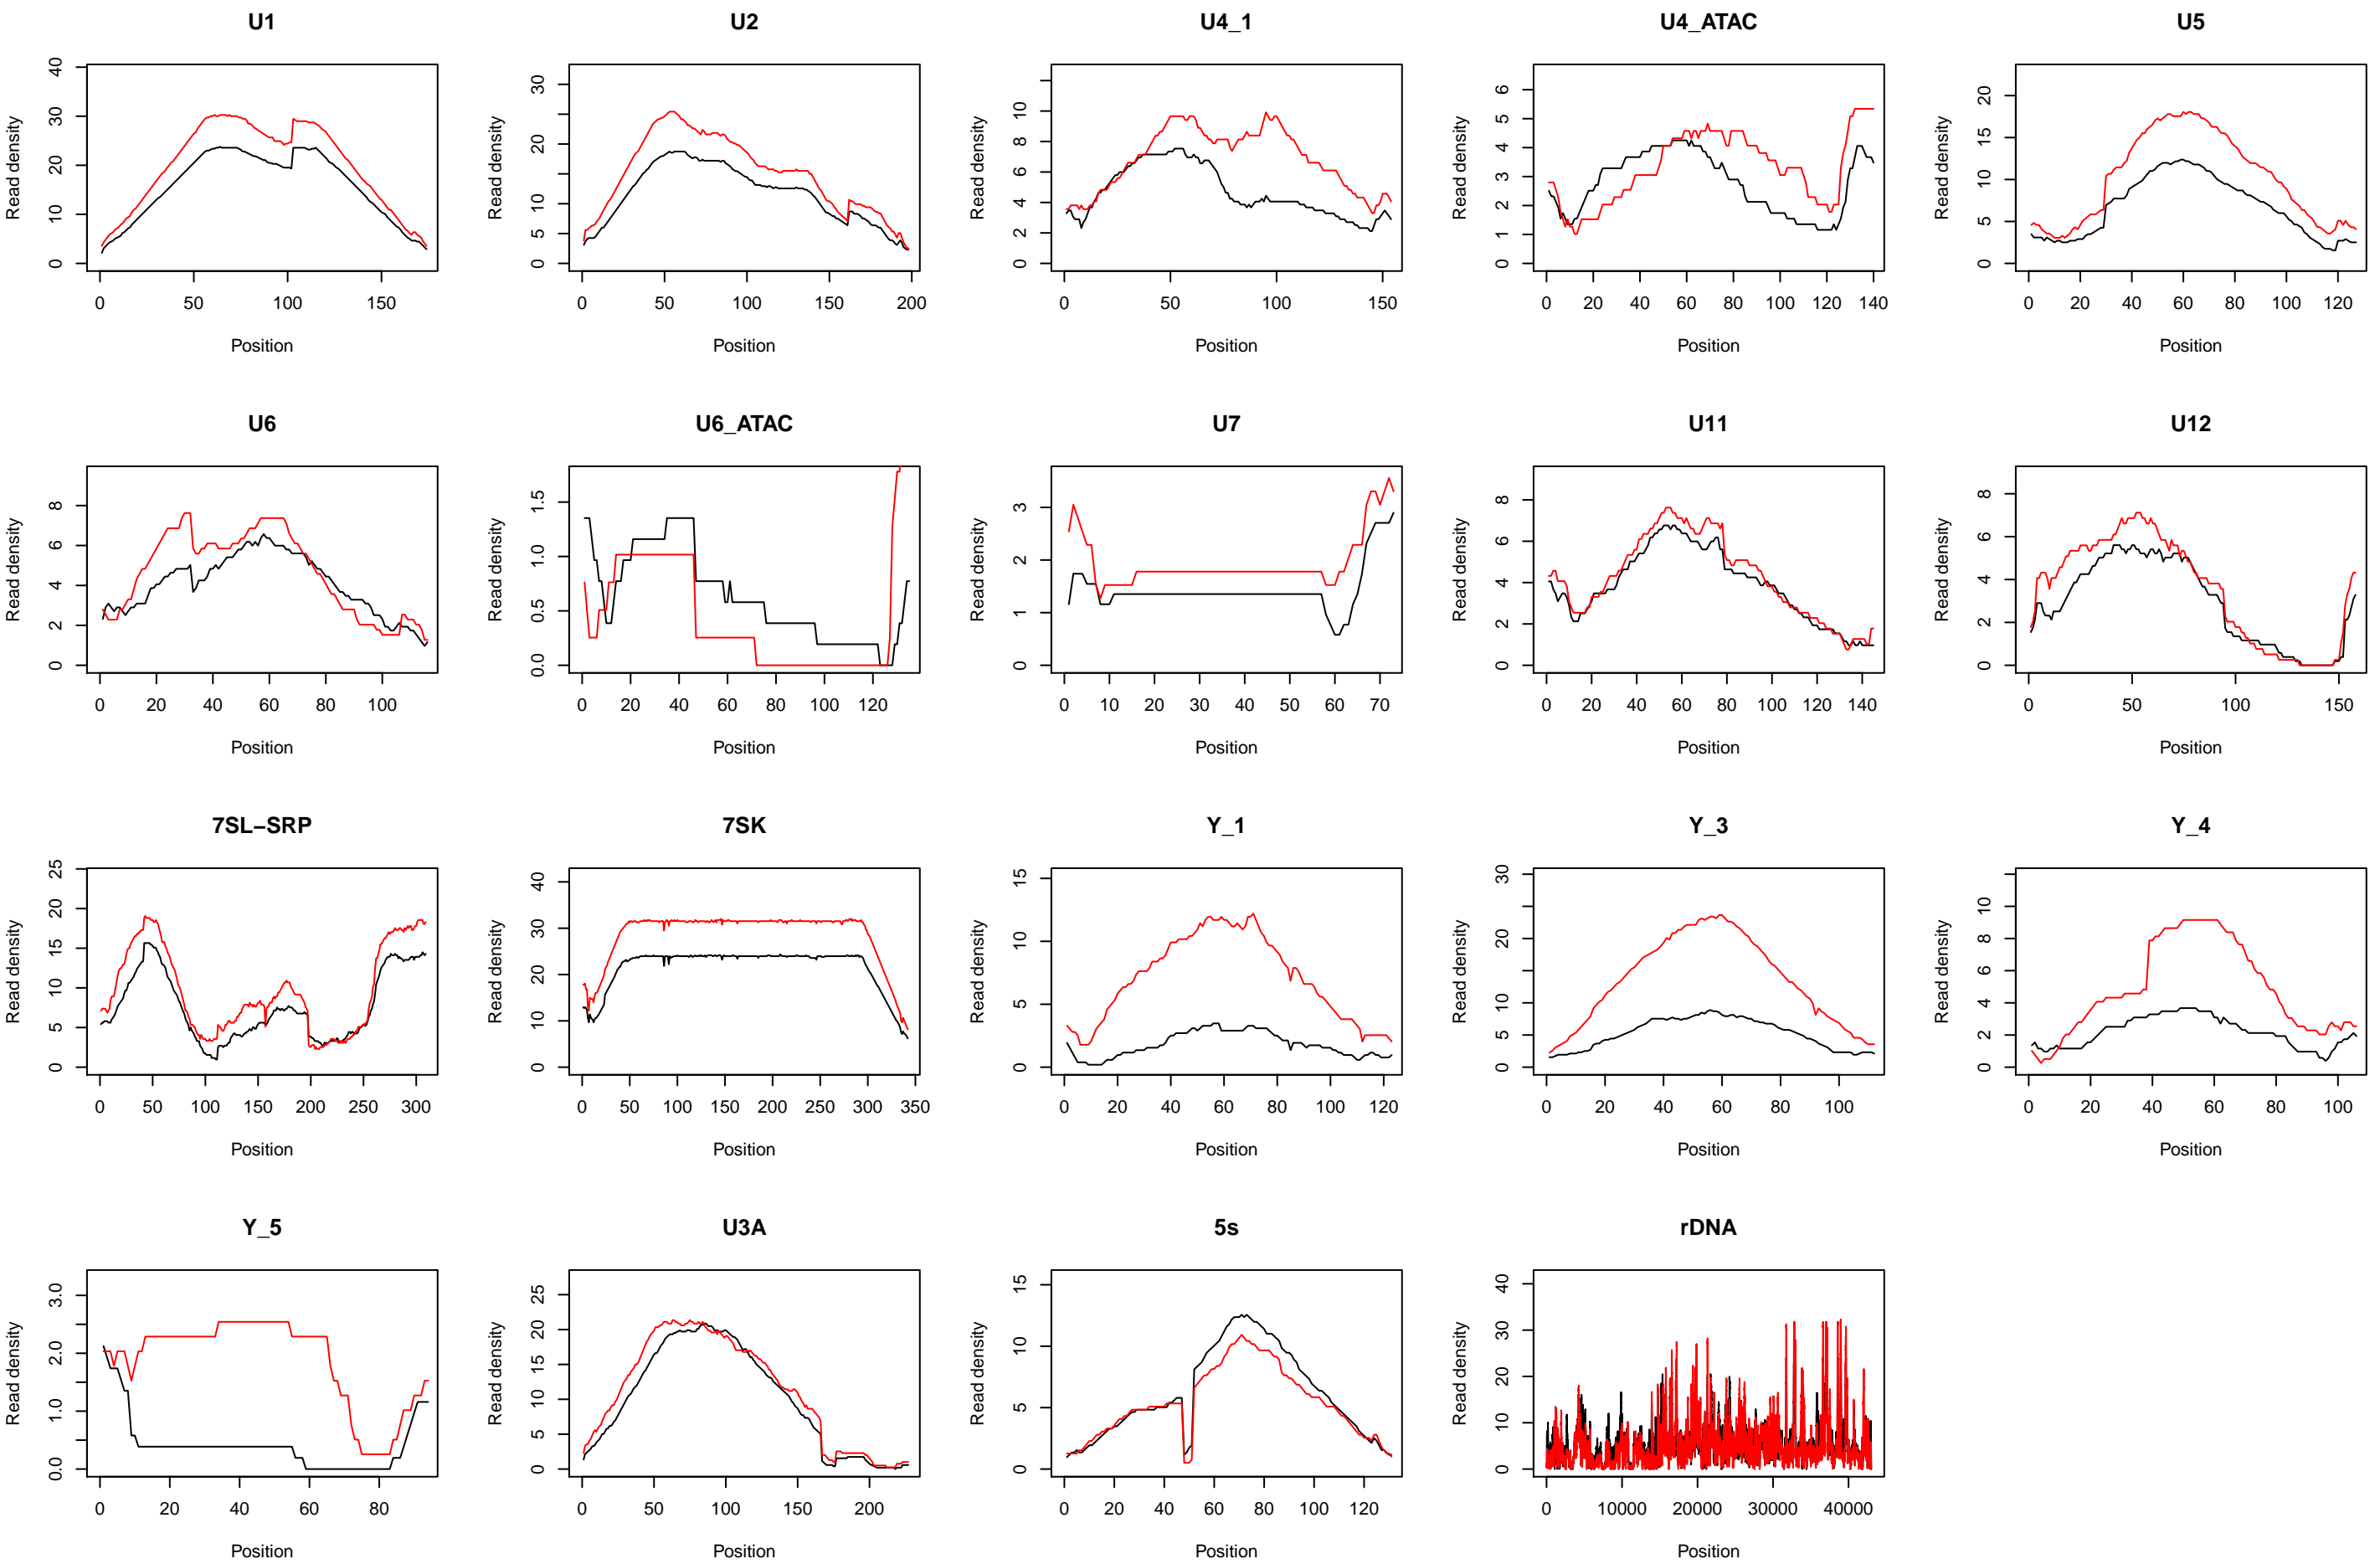 U1 U2 U4_1 U4_ATAC U5
Read density 0 10 20 30 40
0 50 100 150
Position
Read density 0 5 10 20 30
0 50 100 150 200
Position
Read density 0 2 4 6 8 10
0 50 100 150
Position
Read density 0 1 2 3 4 5 6
0 20 40 60 80 100 120 140
Position
Read density 0 5 10 15 20
0 20 40 60 80 100 120
Position
U6 U6_ATAC U7 U11 U12
Read density 0 2 4 6 8
0 20 40 60 80 100
Position
Read density 0.0 0.5 1.0 1.5
0 20 40 60 80 100 120
Position
Read density 0 1 2 3
0 10 20 30 40 50 60 70
Position
Read density 0 2 4 6 8
0 20 40 60 80 100 120 140
Position
Read density 0 2 4 6 8
0 50 100 150
Position
7SL−SRP 7SK Y_1 Y_3 Y_4
Read density 0 5 10 15 20 25
0 50 100 150 200 250 300
Position
Read density 0 10 20 30 40
0 50 100 150 200 250 300 350
Position
Read density 0 5 10 15
0 20 40 60 80 100 120
Position
Read density 0 5 10 20 30
0 20 40 60 80 100
Position
Read density 0 2 4 6 8 10
0 20 40 60 80 100
Position
Y_5 U3A 5s rDNA
Read density 0.0 1.0 2.0 3.0
0 20 40 60 80
Position
Read density 0 5 10 15 20 25
0 50 100 150 200
Position
Read density 0 5 10 15
0 20 40 60 80 100 120
Position
Read density 0 10 20 30 40
0 10000 20000 30000 40000
Position